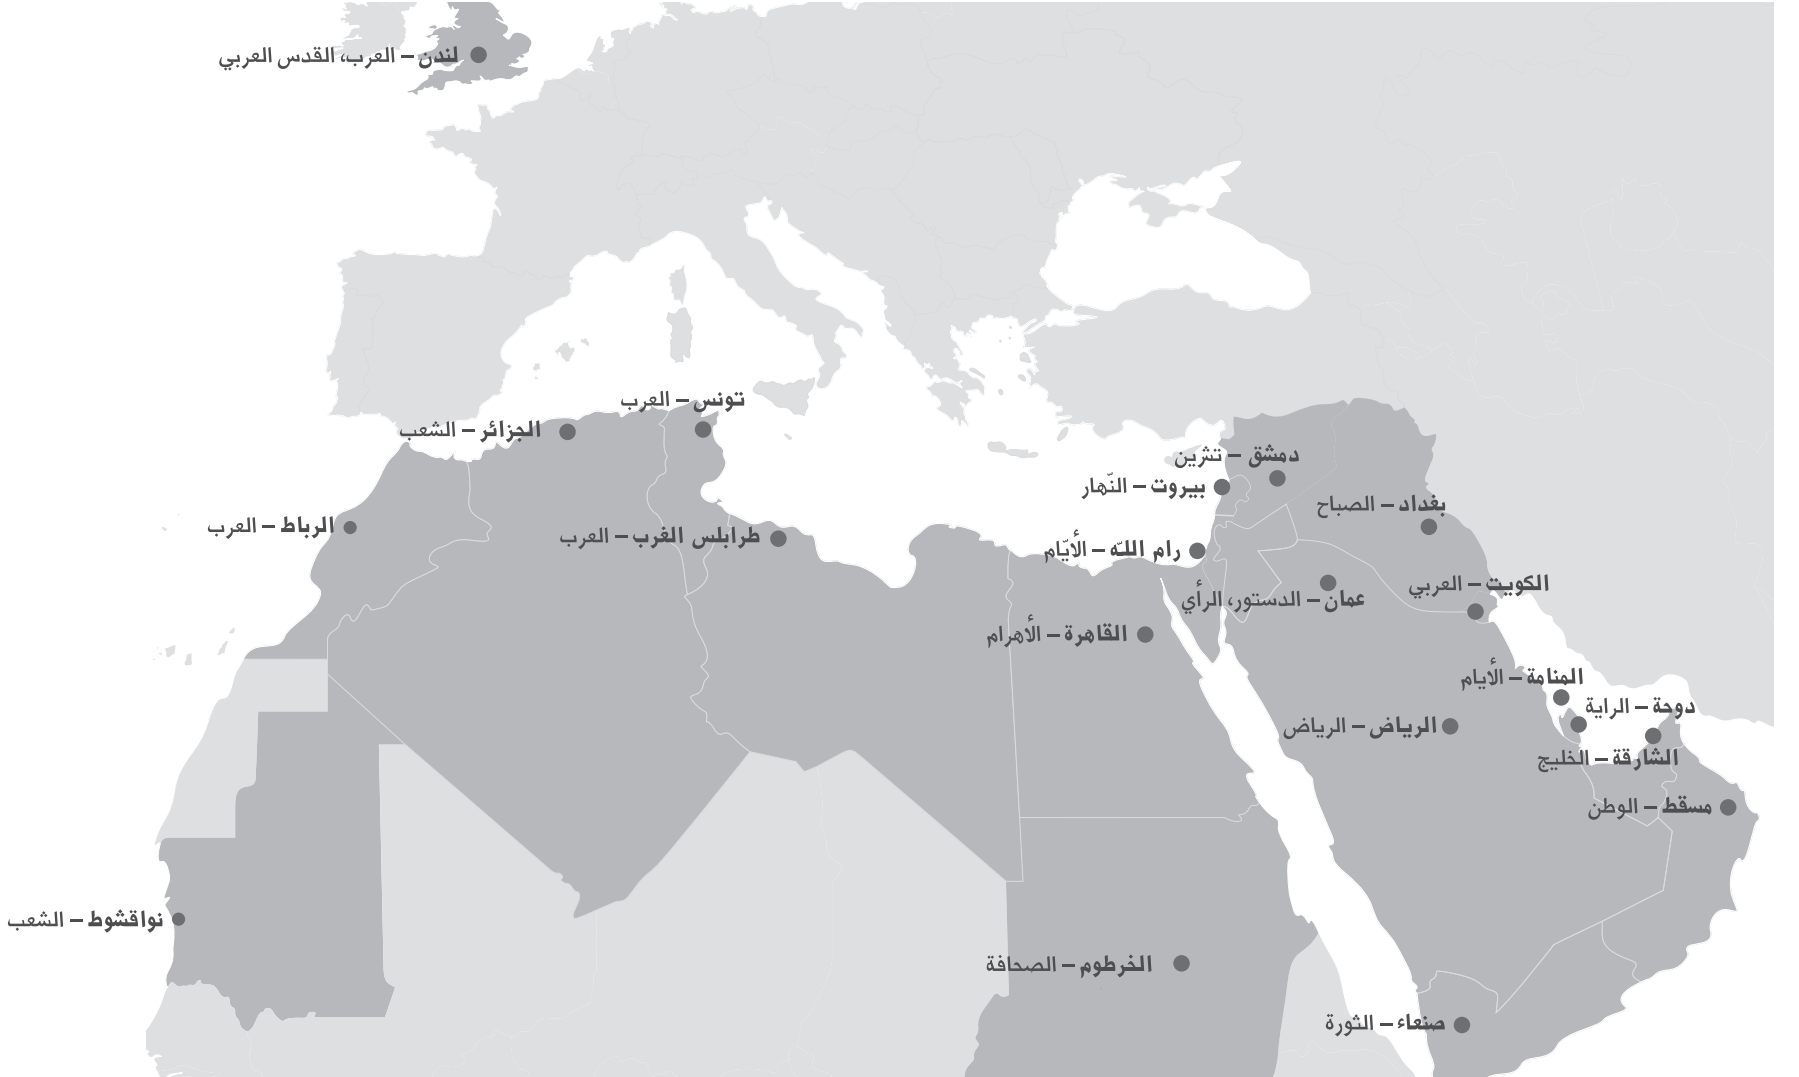 لندن – العرب، القدس العربي
تونس – العرب
الجزائر – الشعب
دمشق – تشرين
بيروت – النّهار
بغداد – الصباح
الرباط – العرب
طرابلس الغرب – العرب
رام اللـه – الأيّام
الكويت – العربي
عمان – الدستور، الرأي
القاهرة – الأهرام
المنامة – الأيام
دوحة – الراية
الرياض – الرياض
الشارقة – الخليج
مسقط – الوطن
نواقشوط – الشعب
الخرطوم – الصحافة
صنعاء – الثورة